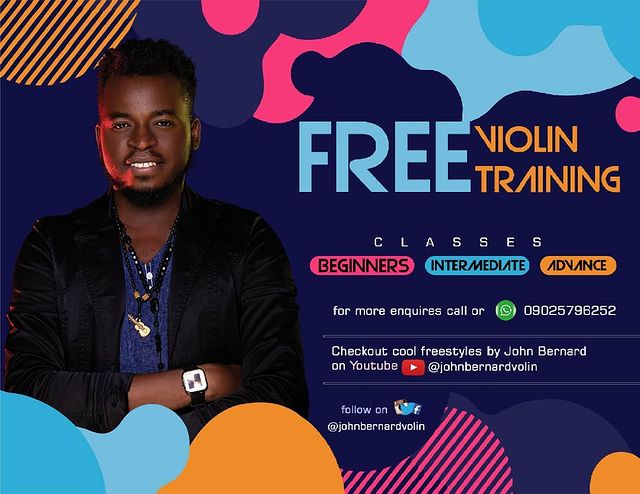 FREE VIOLIN
TRAINING
CLASSES
BEGINNERS INTERMEDIATE ADVANCE
for more enquires call or 09025796252
Checkout cool freestyles by John Bernard
on Youtube @johnbernardvolin
follow on
@johnbernardvolin